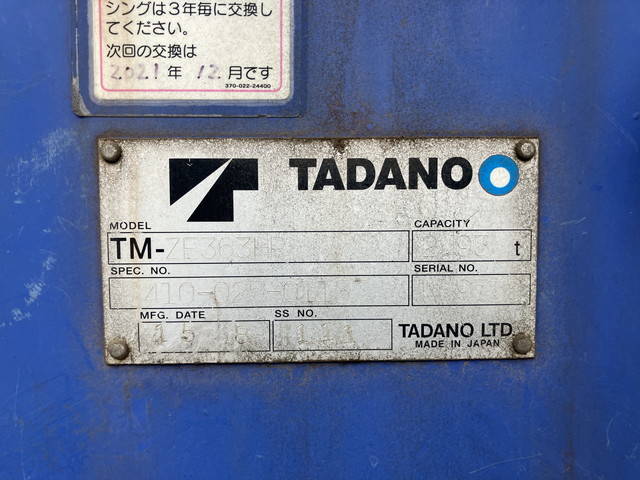 シングは3年毎に交換し
てください。
次回の交換は
2021年 12月です
370-022-24400
TADANO
MODEL
CAPACITY
TM-ZE363H
t
SPEC. NO.
SERIAL NO.
MFG. DATE
SS NO.
TADANO LTD.
MADE IN JAPAN